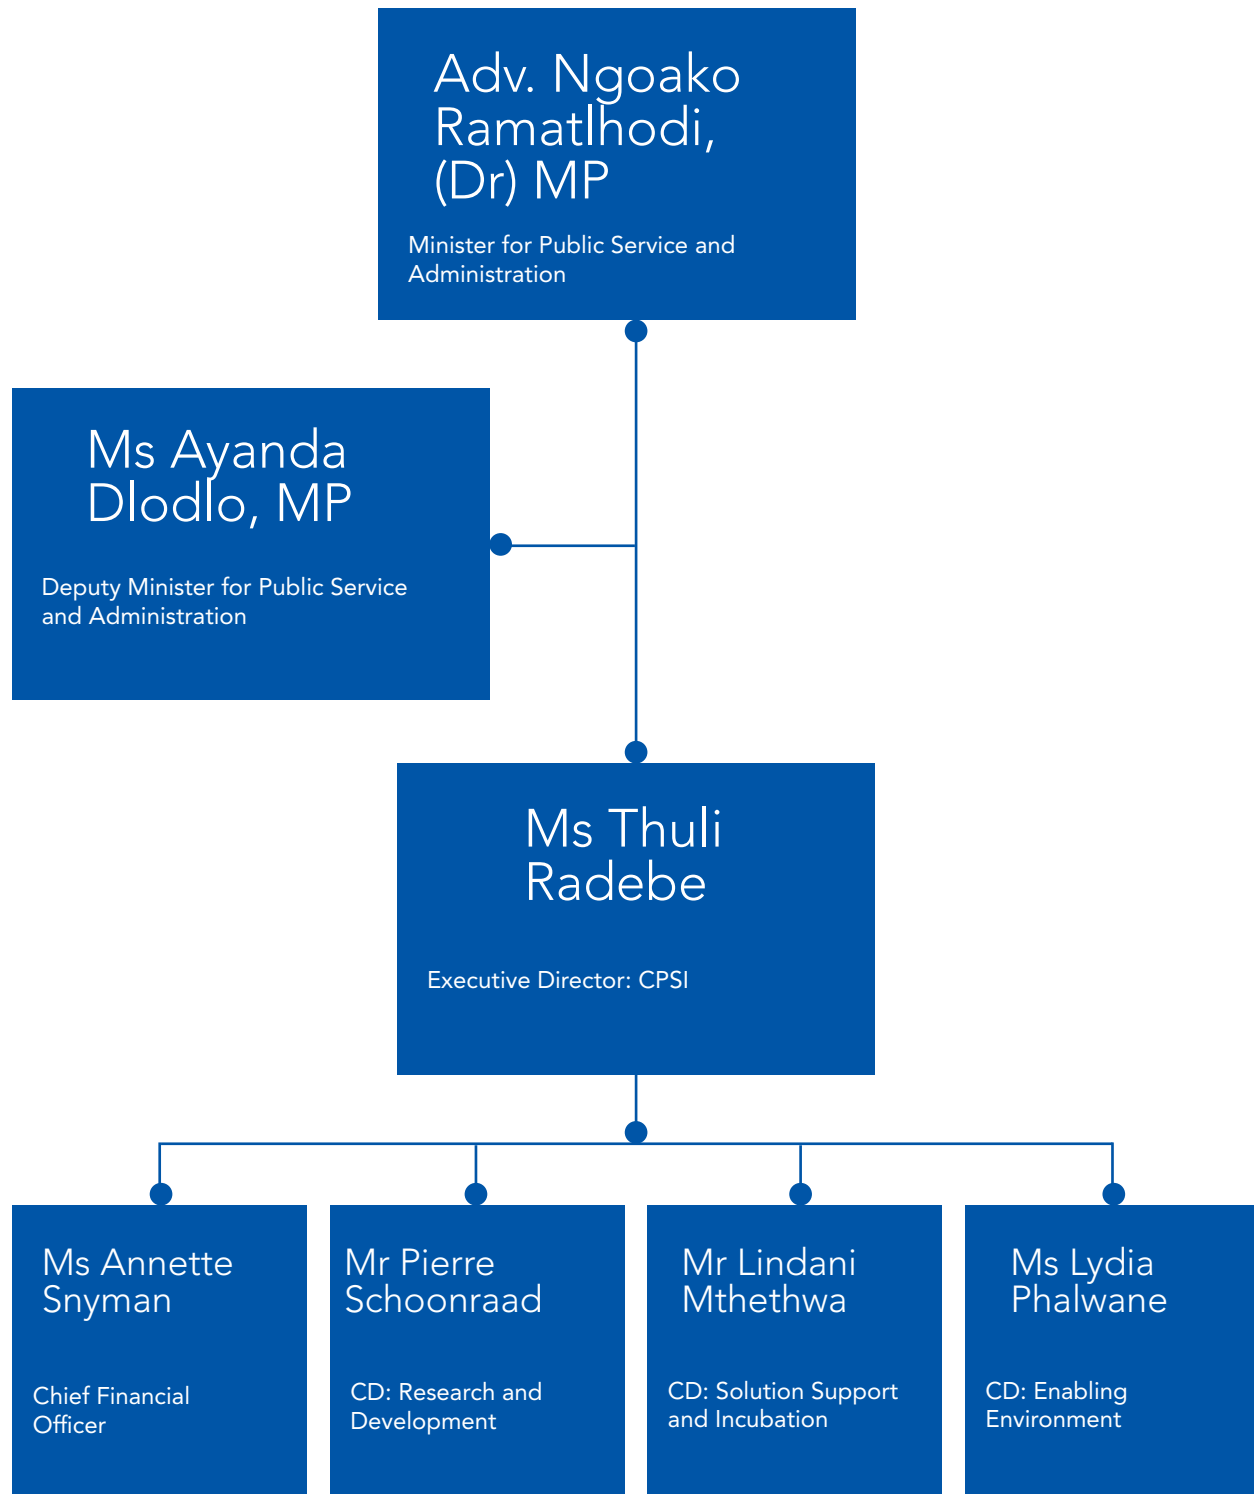 Adv. Ngoako
Ramatlhodi,
(Dr) MP
Minister for Public Service and
Administration
Ms Ayanda
Dlodlo, MP
Deputy Minister for Public Service
and Administration
Ms Thuli
Radebe
Executive Director: CPSI
Ms Annette
Snyman
Chief Financial
Officer
Mr Pierre
Schoonraad
CD: Research and
Development
Mr Lindani
Mthethwa
CD: Solution Support
and Incubation
Ms Lydia
Phalwane
CD: Enabling
Environment